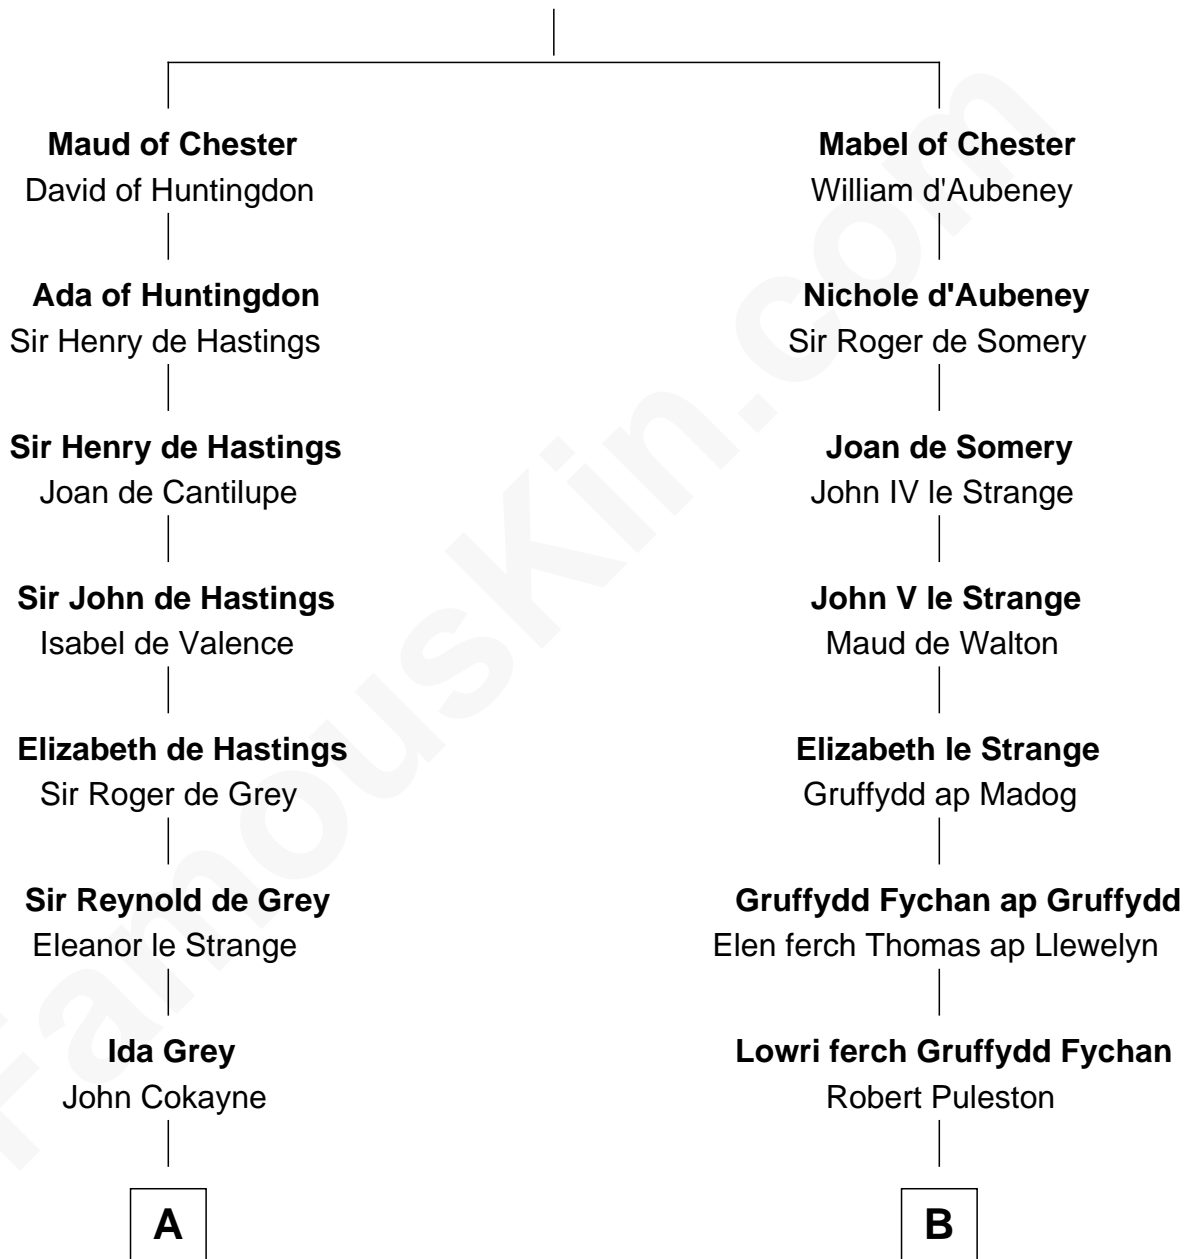 Maud of Chester
David of Huntingdon
Ada of Huntingdon
Sir Henry de Hastings
Sir Henry de Hastings
Joan de Cantilupe
Sir John de Hastings
Isabel de Valence
Elizabeth de Hastings
Sir Roger de Grey
Sir Reynold de Grey
Eleanor le Strange
Ida Grey
John Cokayne
A
Mabel of Chester
William d'Aubeney
Nichole d'Aubeney
Sir Roger de Somery
Joan de Somery
John IV le Strange
John V le Strange
Maud de Walton
Elizabeth le Strange
Gruffydd ap Madog
Gruffydd Fychan ap Gruffydd
Elen ferch Thomas ap Llewelyn
Lowri ferch Gruffydd Fychan
Robert Puleston
B
FamousKin.com